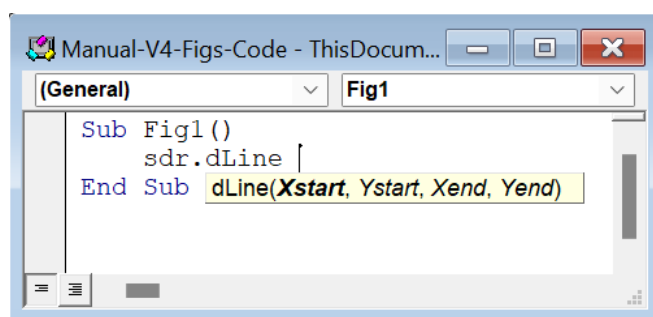 Manual-V4-Figs-Code - ThisDocum...
(General) Fig1
Sub Fig1()
sdr.dLine
End Sub
dLine(Xstart, Ystart, Xend, Yend)